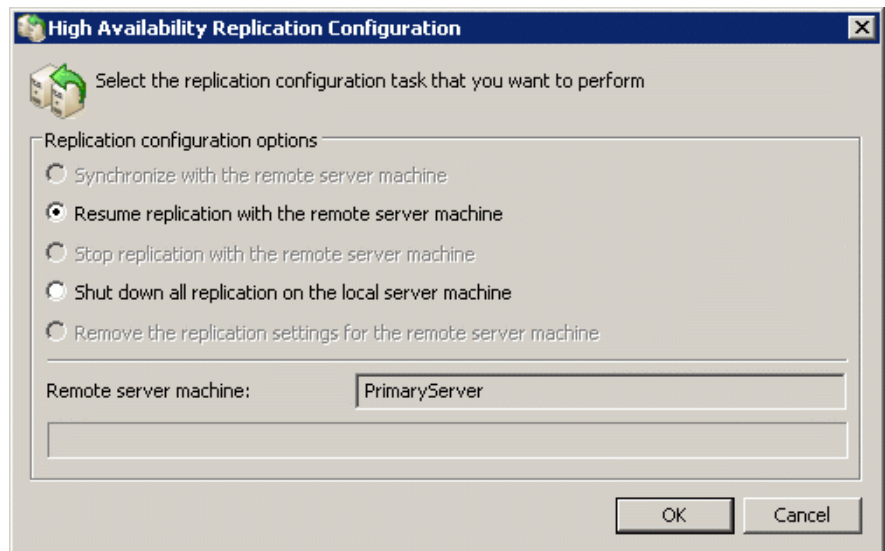 High Availability Replication Configuration
Select the replication configuration task that you want to perform
Replication configuration options
Synchronize with the remote server machine
Resume replication with the remote server machine
Stop replication with the remote server machine
Shut down all replication on the local server machine
Remove the replication settings for the remote server machine
Remote server machine: PrimaryServer
OK Cancel